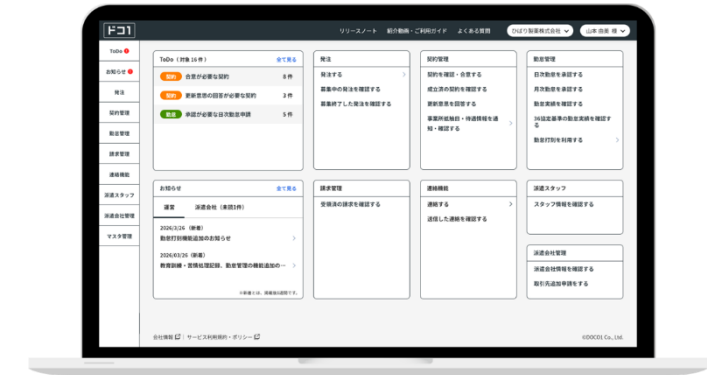 ドコ1
リリースノート 紹介動画・ご利用ガイド よくある質問 ひばり製薬株式会社 山本 由美 様
ToDo
お知らせ
発注
契約管理
勤怠管理
請求管理
連絡機能
派遣スタッフ
派遣会社管理
マスタ管理
ToDo（対象 16 件） 全て見る
契約 合意が必要な契約 8 件
契約 更新意思の回答が必要な契約 3 件
勤怠 承認が必要な日次勤怠申請 5 件
発注
発注する
募集中の発注を確認する
募集終了した発注を確認する
契約管理
契約を確認・合意する
成立済の契約を確認する
更新意思を回答する
事業所抵触日・待遇情報を通
知・確認する
勤怠管理
日次勤怠を承認する
月次勤怠を承認する
勤怠実績を確認する
36協定基準の勤怠実績を確認す
る
勤怠打刻を利用する
お知らせ 全て見る
運営 派遣会社（未読1件）
2026/3/26（新着）
勤怠打刻機能追加のお知らせ
2026/03/25（新着）
教育訓練・苦情処理記録、勤怠管理の機能追加の…
請求管理
受領済の請求を確認する
連絡機能
連絡する
送信した連絡を確認する
派遣スタッフ
スタッフ情報を確認する
派遣会社管理
派遣会社情報を確認する
取引先追加申請をする
会社情報 | サービス利用規約・ポリシー
©DOCO1 Co., Ltd.